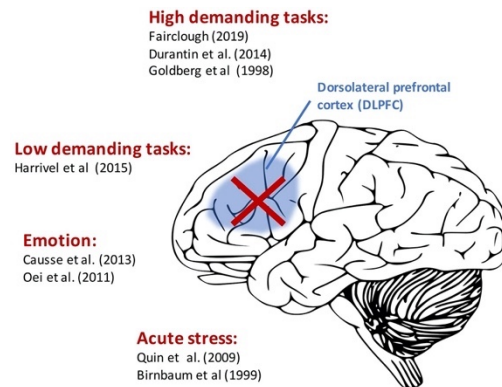 High demanding tasks:
Fairclough (2019)
Durantin et al. (2014)
Goldberg et al (1998)
Dorsolateral prefrontal
cortex (DLPFC)
Low demanding tasks:
Harrivel et al (2015)
Emotion:
Causse et al. (2013)
Oei et al. (2011)
Acute stress:
Quin et al. (2009)
Birnbaum et al (1999)